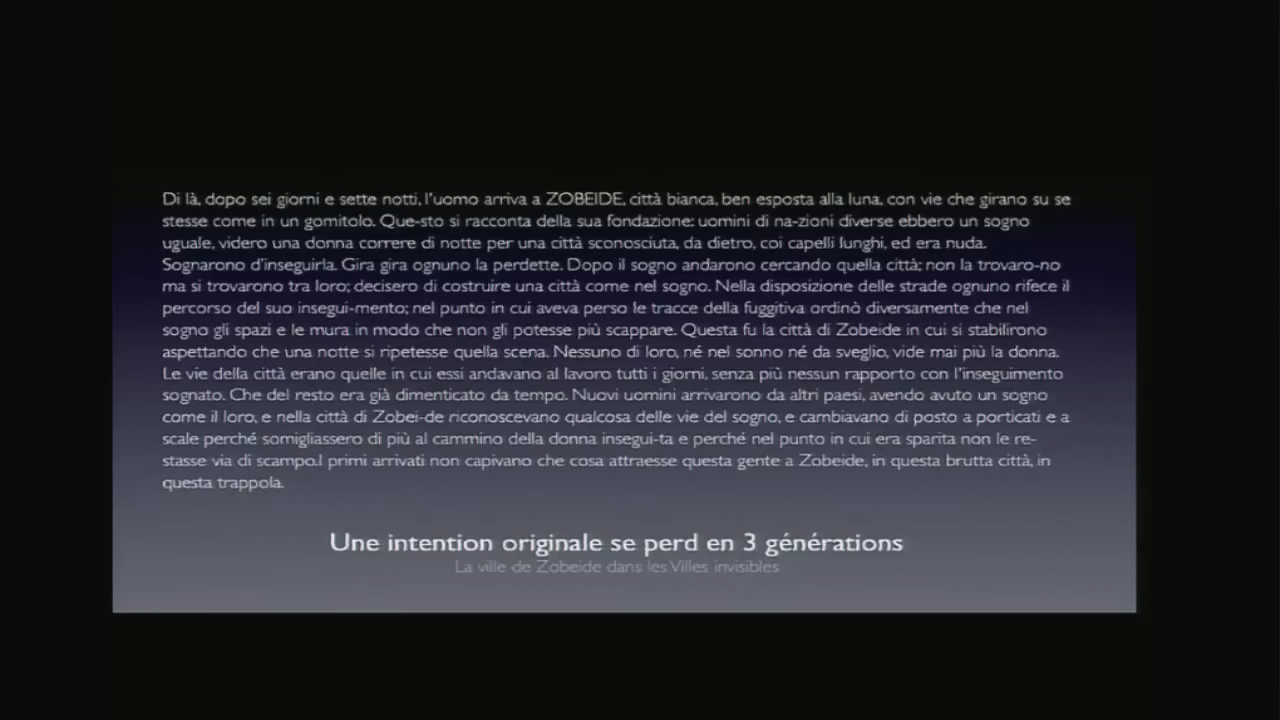 Di là, dopo sei giorni e sette notti, l'uomo arriva a ZOBEIDE, città bianca, ben esposta alla luna, con vie che girano su se
stesse come in un gomitolo. Que-sto si racconta della sua fondazione: uomini di na-zioni diverse ebbero un sogno
uguale, videro una donna correre di notte per una città sconosciuta, da dietro, coi capelli lunghi, ed era nuda.
Sognarono d'inseguirla. Gira gira ognuno la perdette. Dopo il sogno andarono cercando quella città; non la trovaro-no
ma si trovarono tra loro; decisero di costruire una città come nel sogno. Nella disposizione delle strade ognuno rifece il
percorso del suo insegui-mento; nel punto in cui aveva perso le tracce della fuggitiva ordinò diversamente che nel
sogno gli spazi e le mura in modo che non gli potesse più scappare. Questa fu la città di Zobeide in cui si stabilirono
aspettando che una notte si ripetesse quella scena. Nessuno di loro, né nel sonno né da sveglio, vide mai più la donna.
Le vie della città erano quelle in cui essi andavano al lavoro tutti i giorni, senza più nessun rapporto con l'inseguimento
sognato. Che del resto era già dimenticato da tempo. Nuovi uomini arrivarono da altri paesi, avendo avuto un sogno
come il loro, e nella città di Zobei-de riconoscevano qualcosa delle vie del sogno, e cambiavano di posto a porticati e a
scale perché somigliassero di più al cammino della donna insegui-ta e perché nel punto in cui era sparita non le re-
stasse via di scampo.I primi arrivati non capivano che cosa attraesse questa gente a Zobeide, in questa brutta città, in
questa trappola.
Une intention originale se perd en 3 générations
La ville de Zobeide dans les Villes invisibles